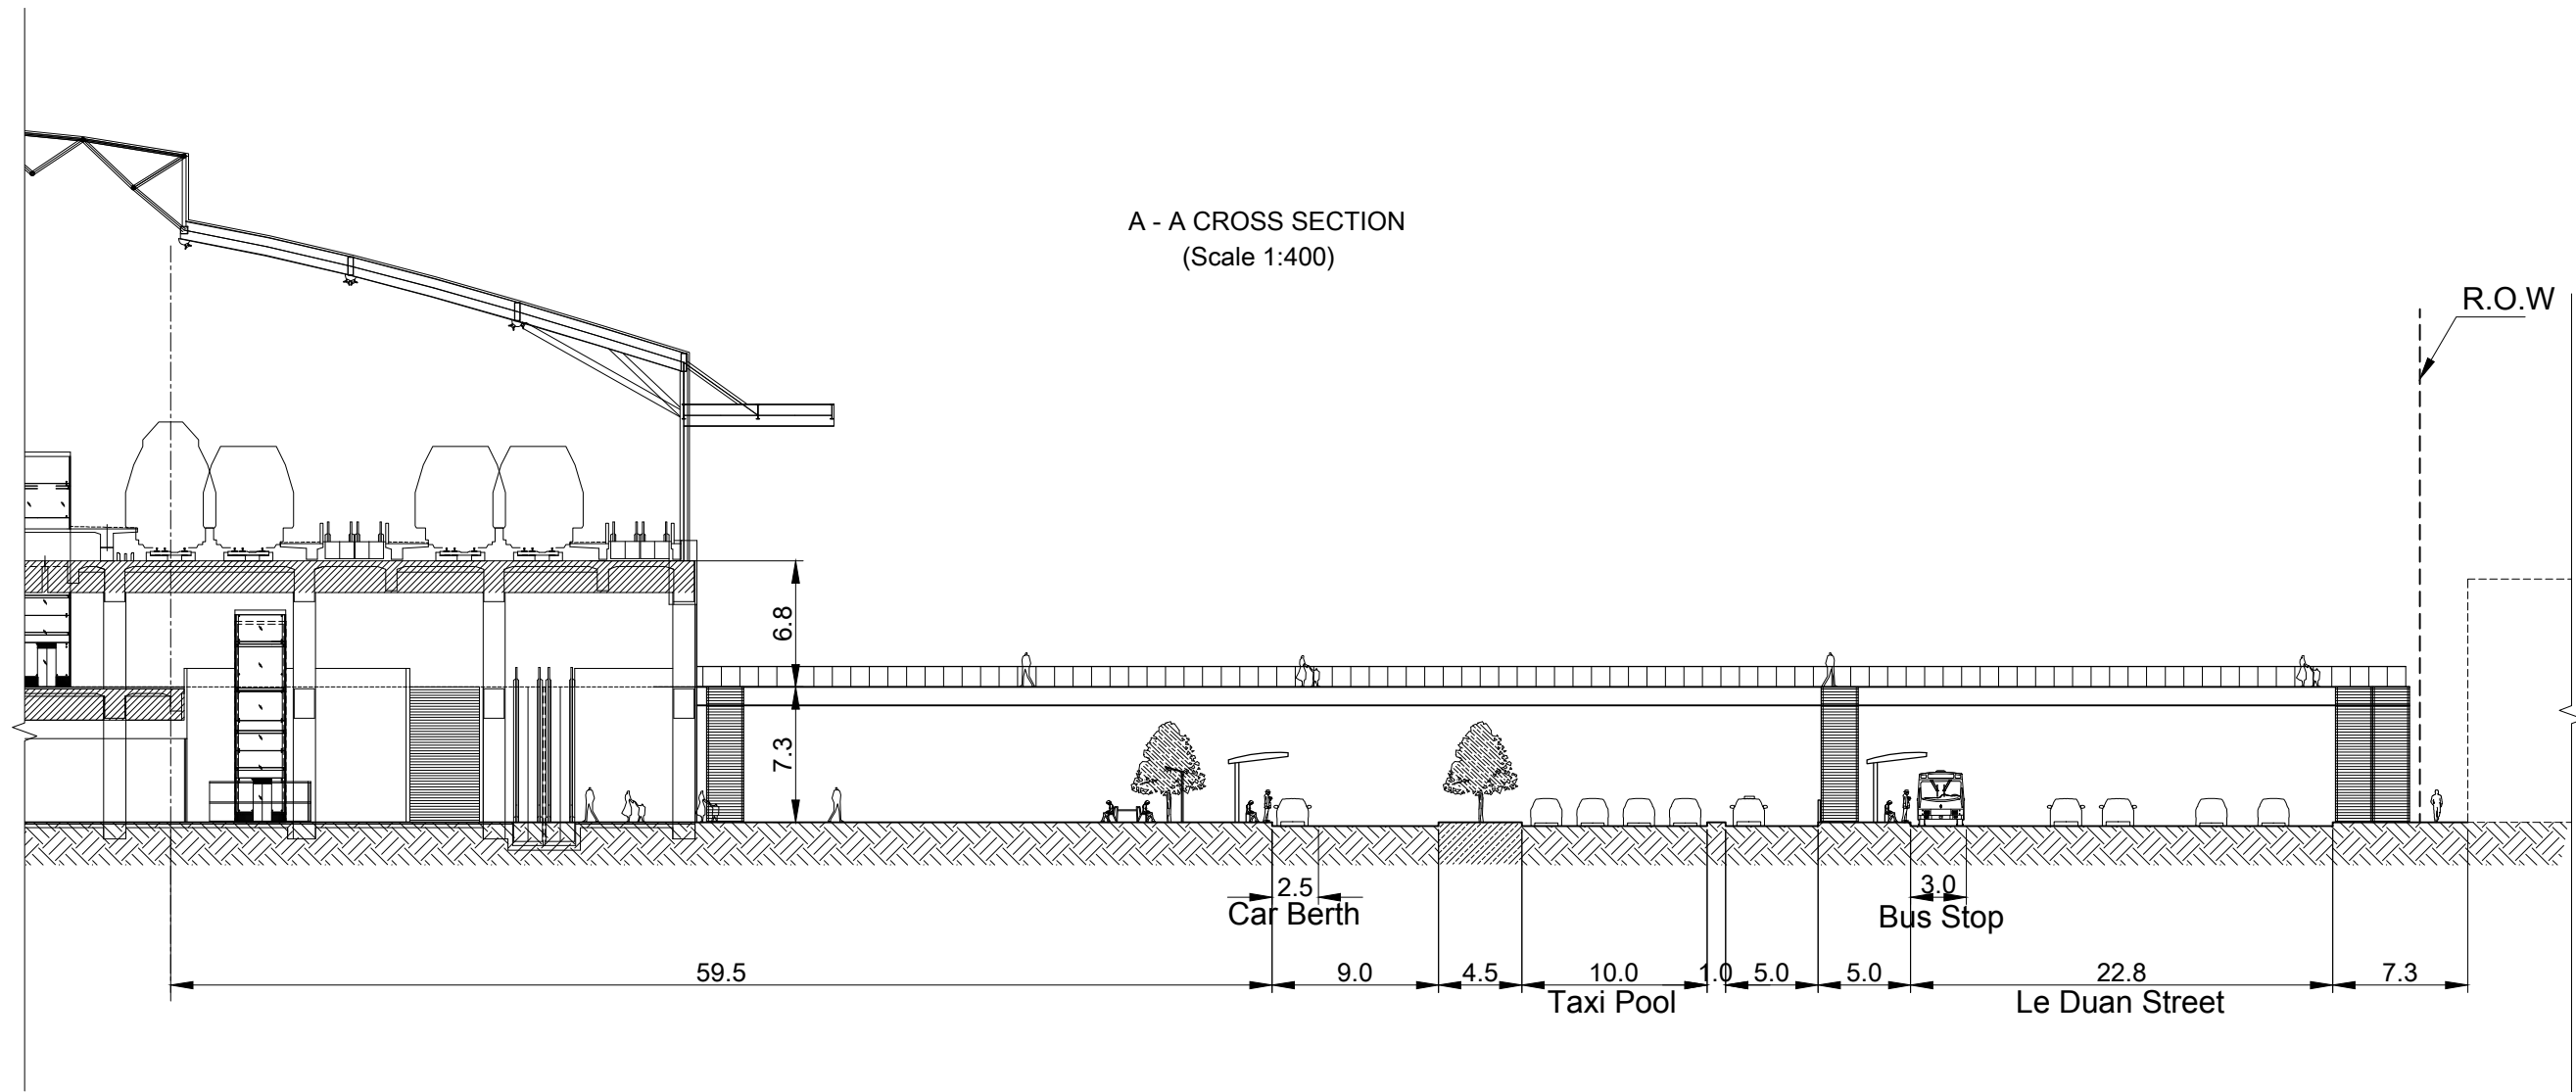 A - A CROSS SECTION
(Scale 1:400)
R.O.W
6.8
7.3
2.5
Car Berth
3.0
Bus Stop
59.5
9.0
4.5
10.0
1.0
5.0
5.0
22.8
7.3
Taxi Pool
Le Duan Street